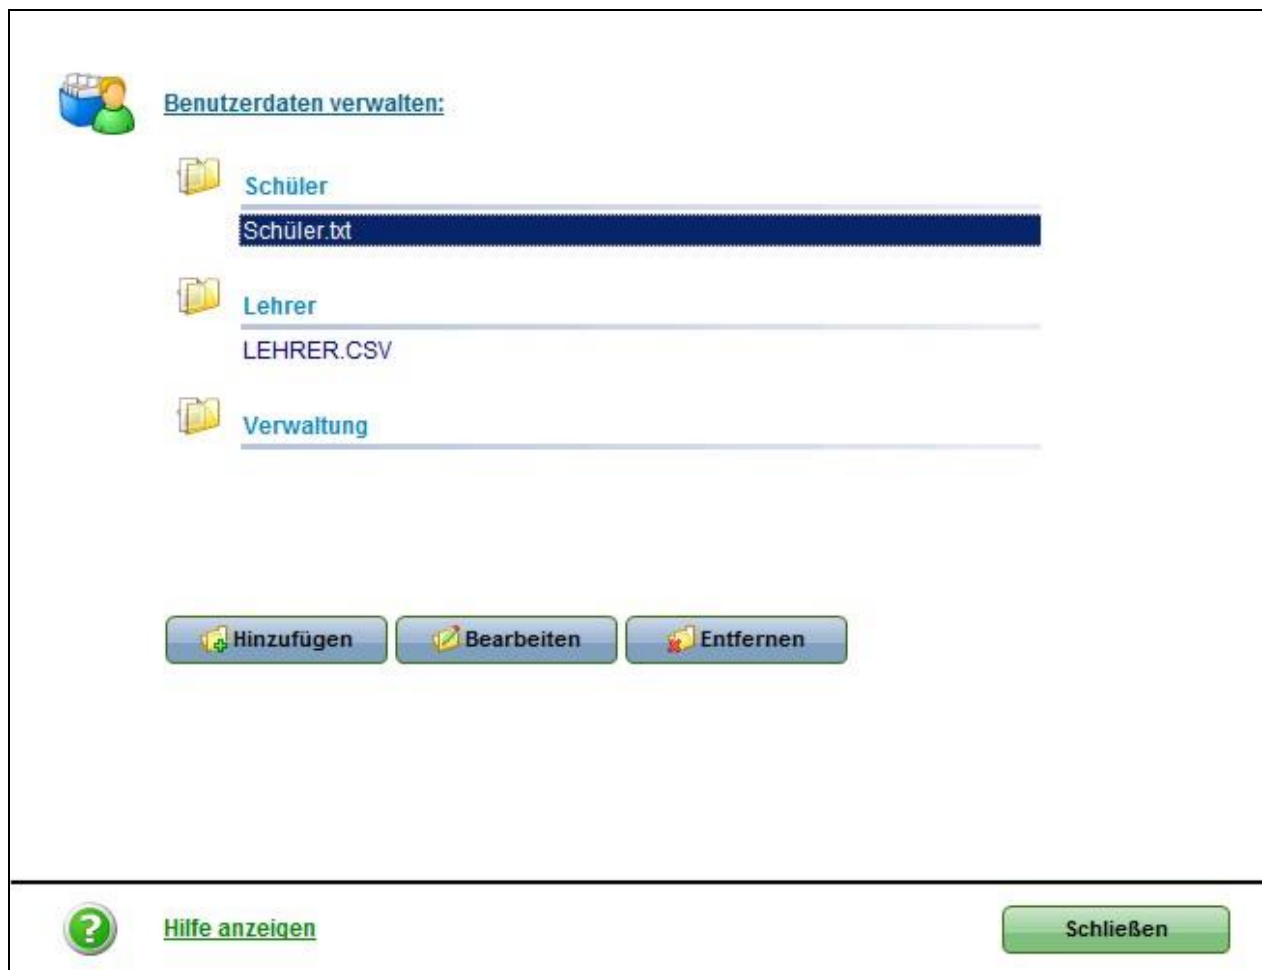 Benutzerdaten verwalten:
Schüler
Schüler.txt
Lehrer
LEHRER.CSV
Verwaltung
Hinzufügen Bearbeiten Entfernen
Hilfe anzeigen Schließen